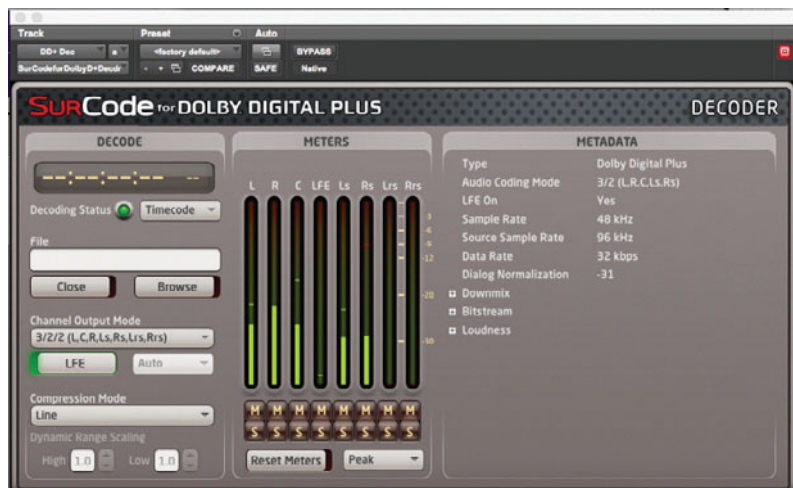 Track Preset Auto
DD+ Dec a <factory default> BYPASS
SurCodeforDolbyD+Decdr - + COMPARE SAFE Native
SURCode for DOLBY DIGITAL PLUS DECODER
DECODE
--:--:--:-- --
Decoding Status Timecode
File
Close Browse
Channel Output Mode
3/2/2 (L,C,R,Ls,Rs,Lrs,Rrs)
LFE Auto
Compression Mode
Line
Dynamic Range Scaling
High 1.0 Low 1.0
METERS
L R C LFE Ls Rs Lrs Rrs
-3
-6
-9
-12
-20
-30
M M M M M M M M
S S S S S S S S
Reset Meters Peak
METADATA
Type Dolby Digital Plus
Audio Coding Mode 3/2 (L,R,C,Ls,Rs)
LFE On Yes
Sample Rate 48 kHz
Source Sample Rate 96 kHz
Data Rate 32 kbps
Dialog Normalization -31
Downmix
Bitstream
Loudness